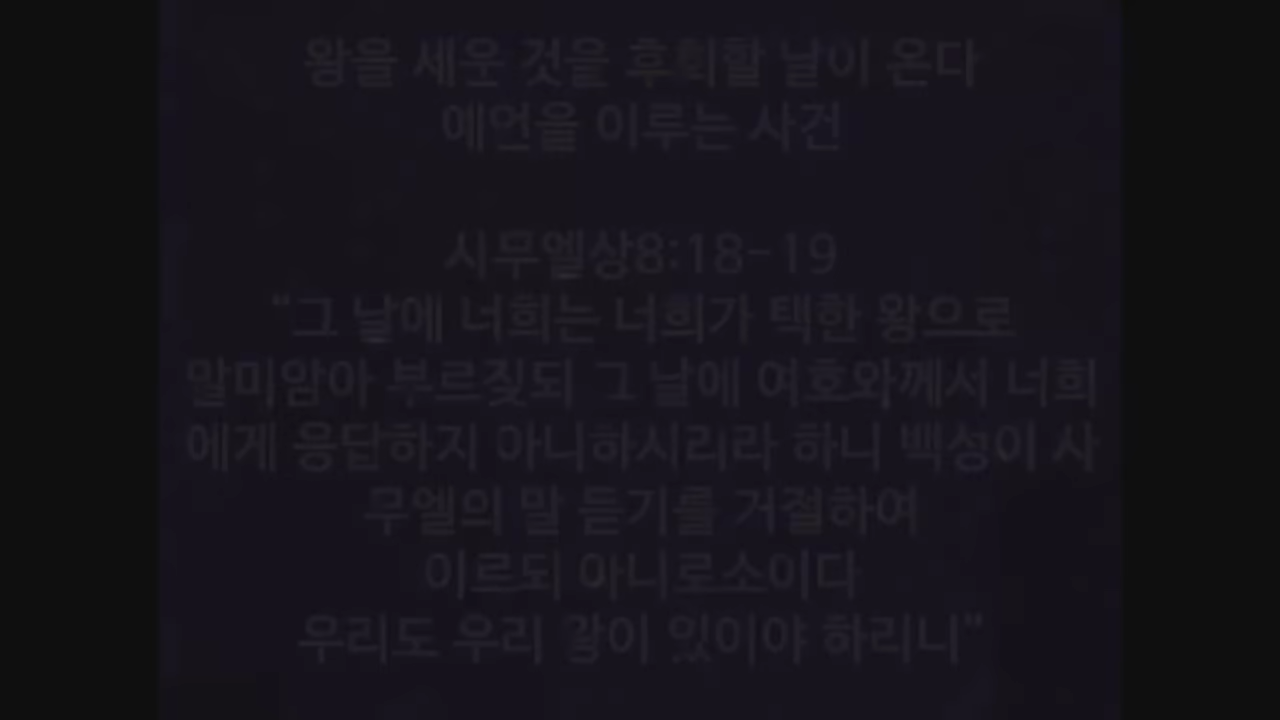 왕을 세운 것을 후회할 날이 온다
예언을 이루는 사건
시무엘상8:18-19
"그 날에 너희는 너희가 택한 왕으로
말미암아 부르짖되 그 날에 여호와께서 너희
에게 응답하지 아니하시리라 하니 백성이 사
무엘의 말 듣기를 거절하여
이르되 아니로소이다
우리도 우리 왕이 있이야 하리니"